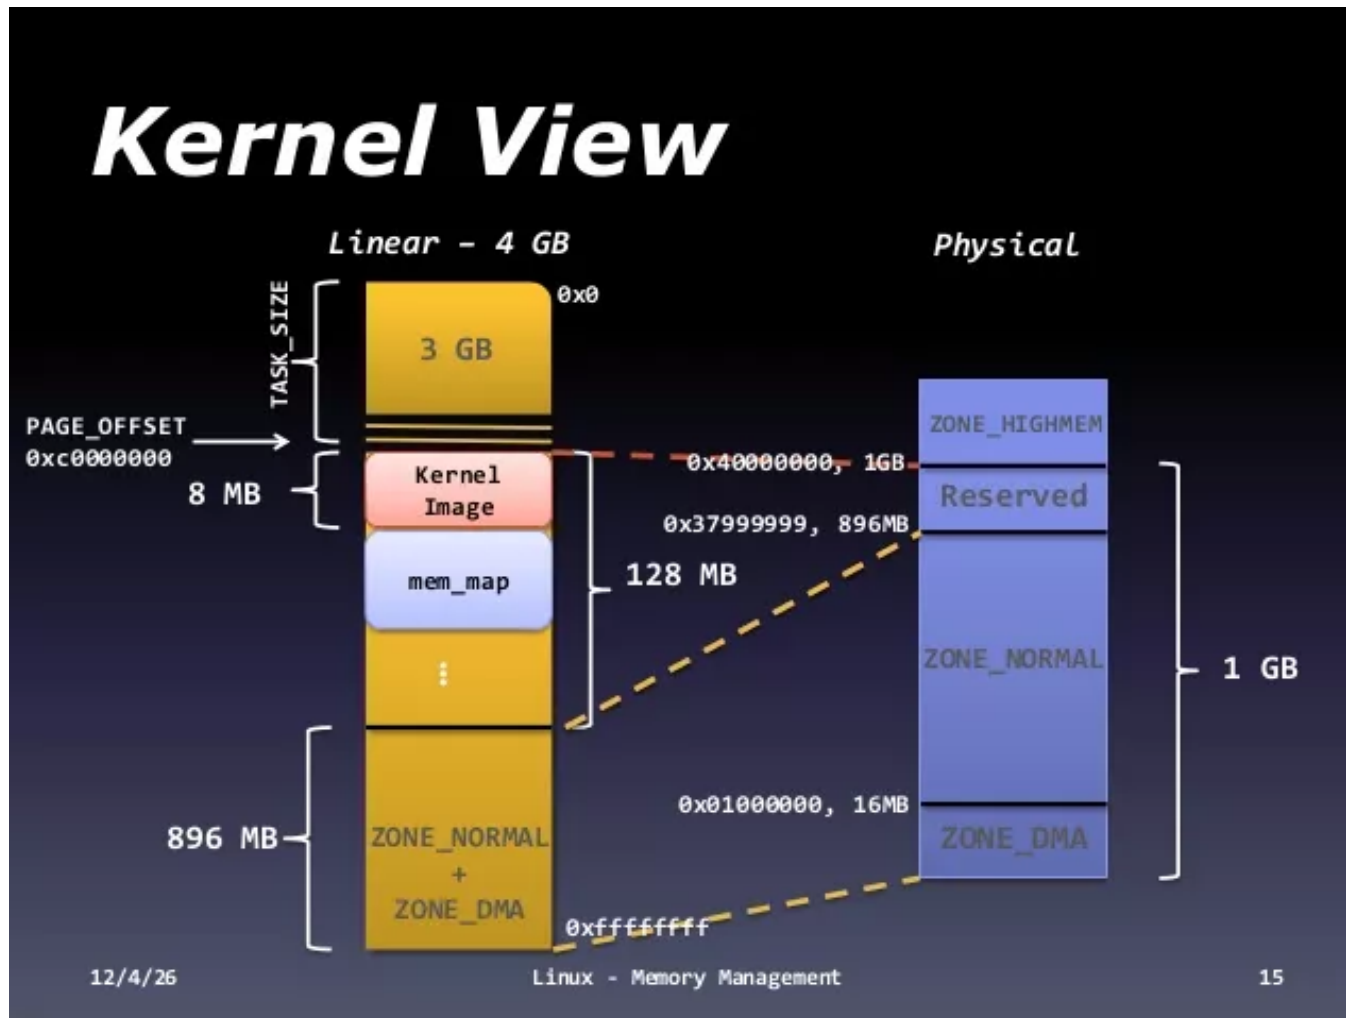 Kernel View
Linear – 4 GB
Physical
TASK_SIZE
0x0
3 GB
PAGE_OFFSET
0xc0000000
8 MB
Kernel
Image
mem_map
128 MB
896 MB
ZONE_NORMAL
+
ZONE_DMA
0xffffffff
ZONE_HIGHMEM
0x40000000, 1GB
Reserved
0x37999999, 896MB
ZONE_NORMAL
1 GB
0x01000000, 16MB
ZONE_DMA
12/4/26
Linux - Memory Management
15